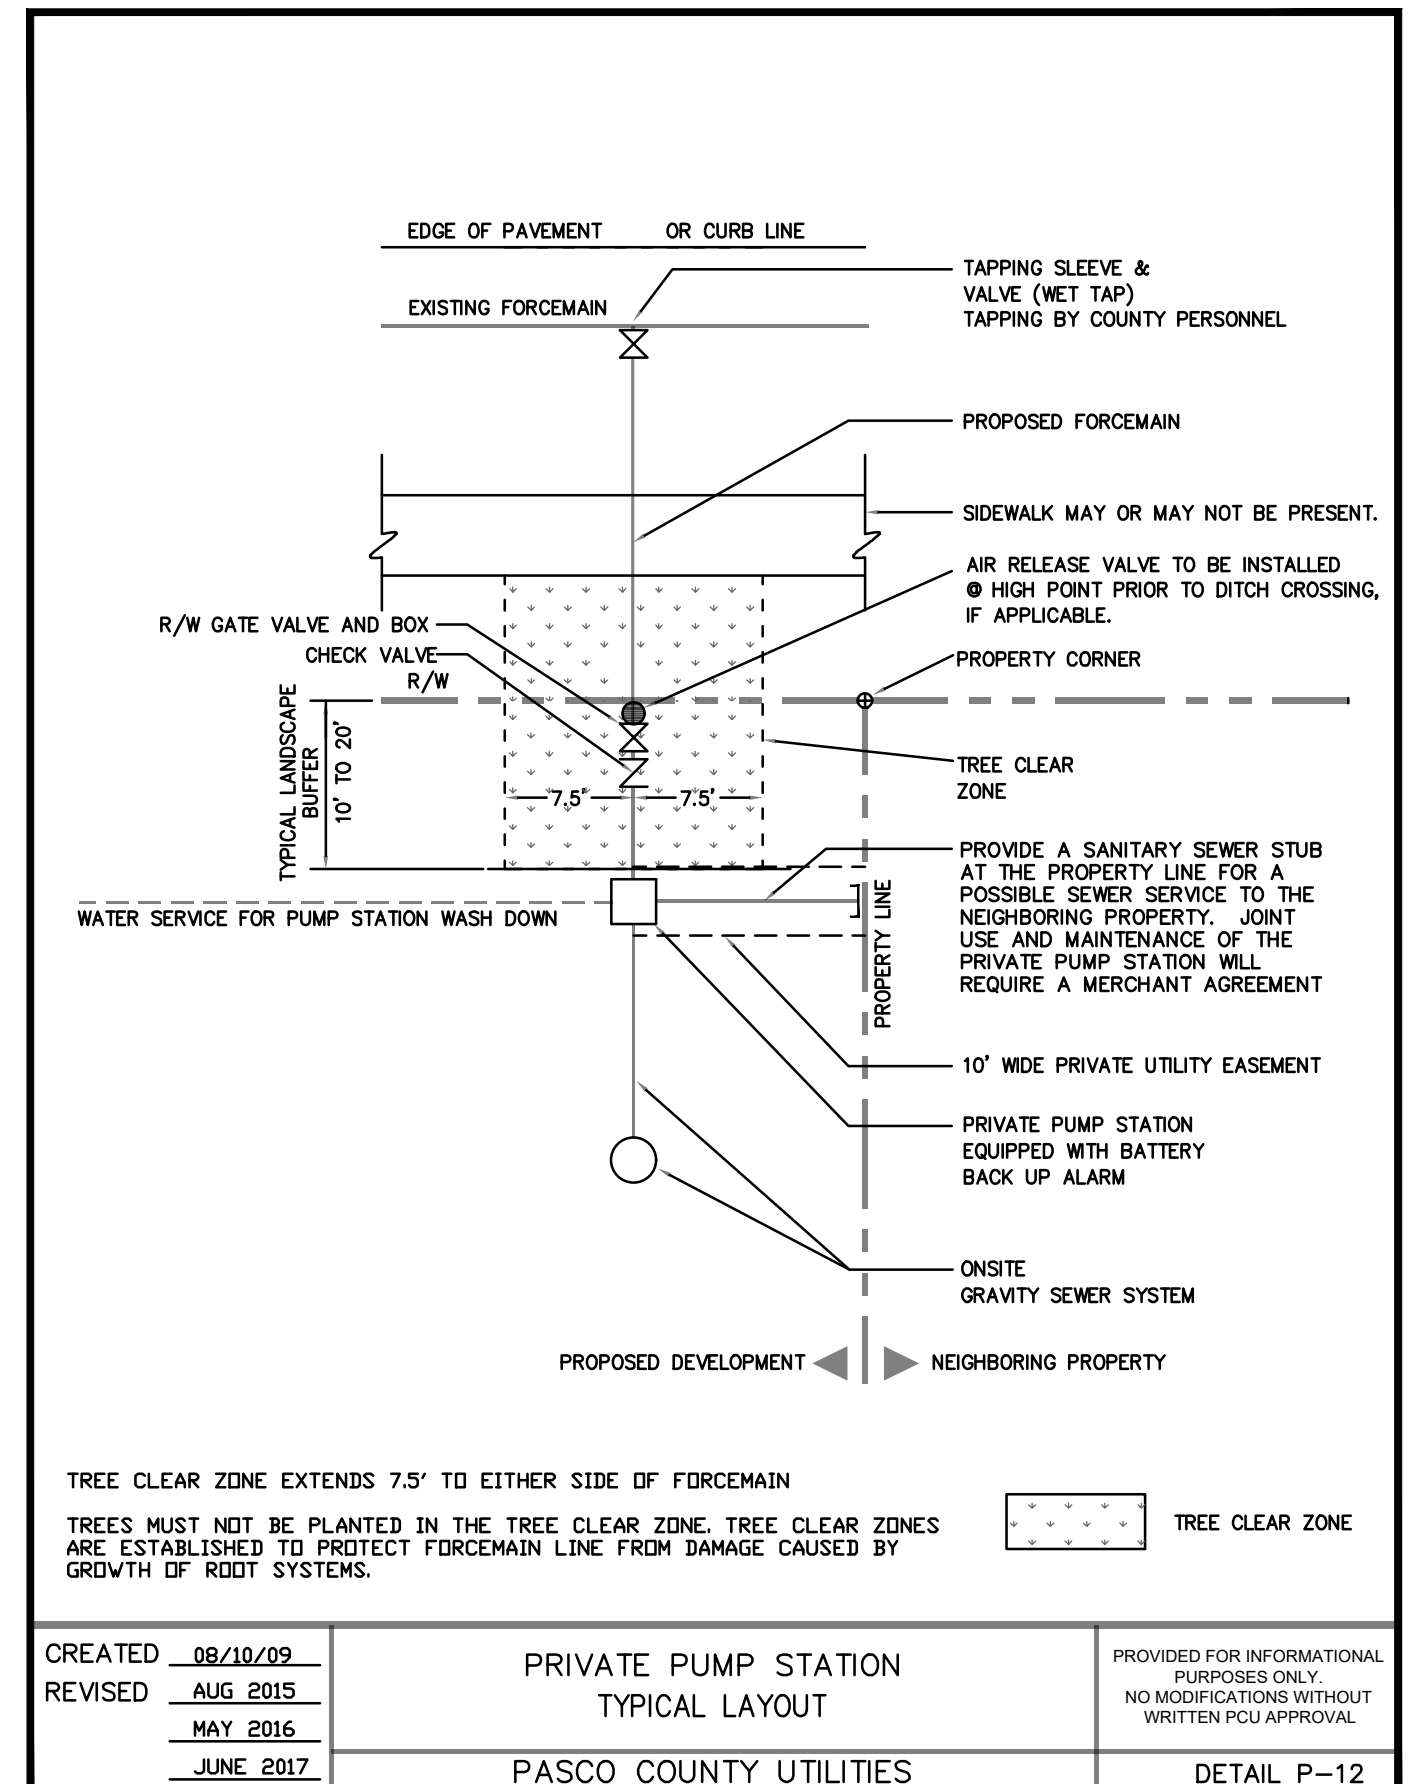 EDGE OF PAVEMENT OR CURB LINE
TAPPING SLEEVE &
VALVE (WET TAP)
TAPPING BY COUNTY PERSONNEL
EXISTING FORCEMAIN
PROPOSED FORCEMAIN
SIDEWALK MAY OR MAY NOT BE PRESENT.
AIR RELEASE VALVE TO BE INSTALLED
@ HIGH POINT PRIOR TO DITCH CROSSING,
IF APPLICABLE.
R/W GATE VALVE AND BOX
CHECK VALVE
R/W
PROPERTY CORNER
TYPICAL LANDSCAPE
BUFFER
10' TO 20'
TREE CLEAR
ZONE
7.5'
7.5'
PROVIDE A SANITARY SEWER STUB
AT THE PROPERTY LINE FOR A
POSSIBLE SEWER SERVICE TO THE
NEIGHBORING PROPERTY. JOINT
USE AND MAINTENANCE OF THE
PRIVATE PUMP STATION WILL
REQUIRE A MERCHANT AGREEMENT
WATER SERVICE FOR PUMP STATION WASH DOWN
PROPERTY LINE
10' WIDE PRIVATE UTILITY EASEMENT
PRIVATE PUMP STATION
EQUIPPED WITH BATTERY
BACK UP ALARM
ONSITE
GRAVITY SEWER SYSTEM
PROPOSED DEVELOPMENT
NEIGHBORING PROPERTY
TREE CLEAR ZONE EXTENDS 7.5' TO EITHER SIDE OF FORCEMAIN
TREES MUST NOT BE PLANTED IN THE TREE CLEAR ZONE. TREE CLEAR ZONES
ARE ESTABLISHED TO PROTECT FORCEMAIN LINE FROM DAMAGE CAUSED BY
GROWTH OF ROOT SYSTEMS.
TREE CLEAR ZONE
CREATED 08/10/09
REVISED AUG 2015
MAY 2016
JUNE 2017
PRIVATE PUMP STATION
TYPICAL LAYOUT
PASCO COUNTY UTILITIES
PROVIDED FOR INFORMATIONAL
PURPOSES ONLY.
NO MODIFICATIONS WITHOUT
WRITTEN PCU APPROVAL
DETAIL P-12